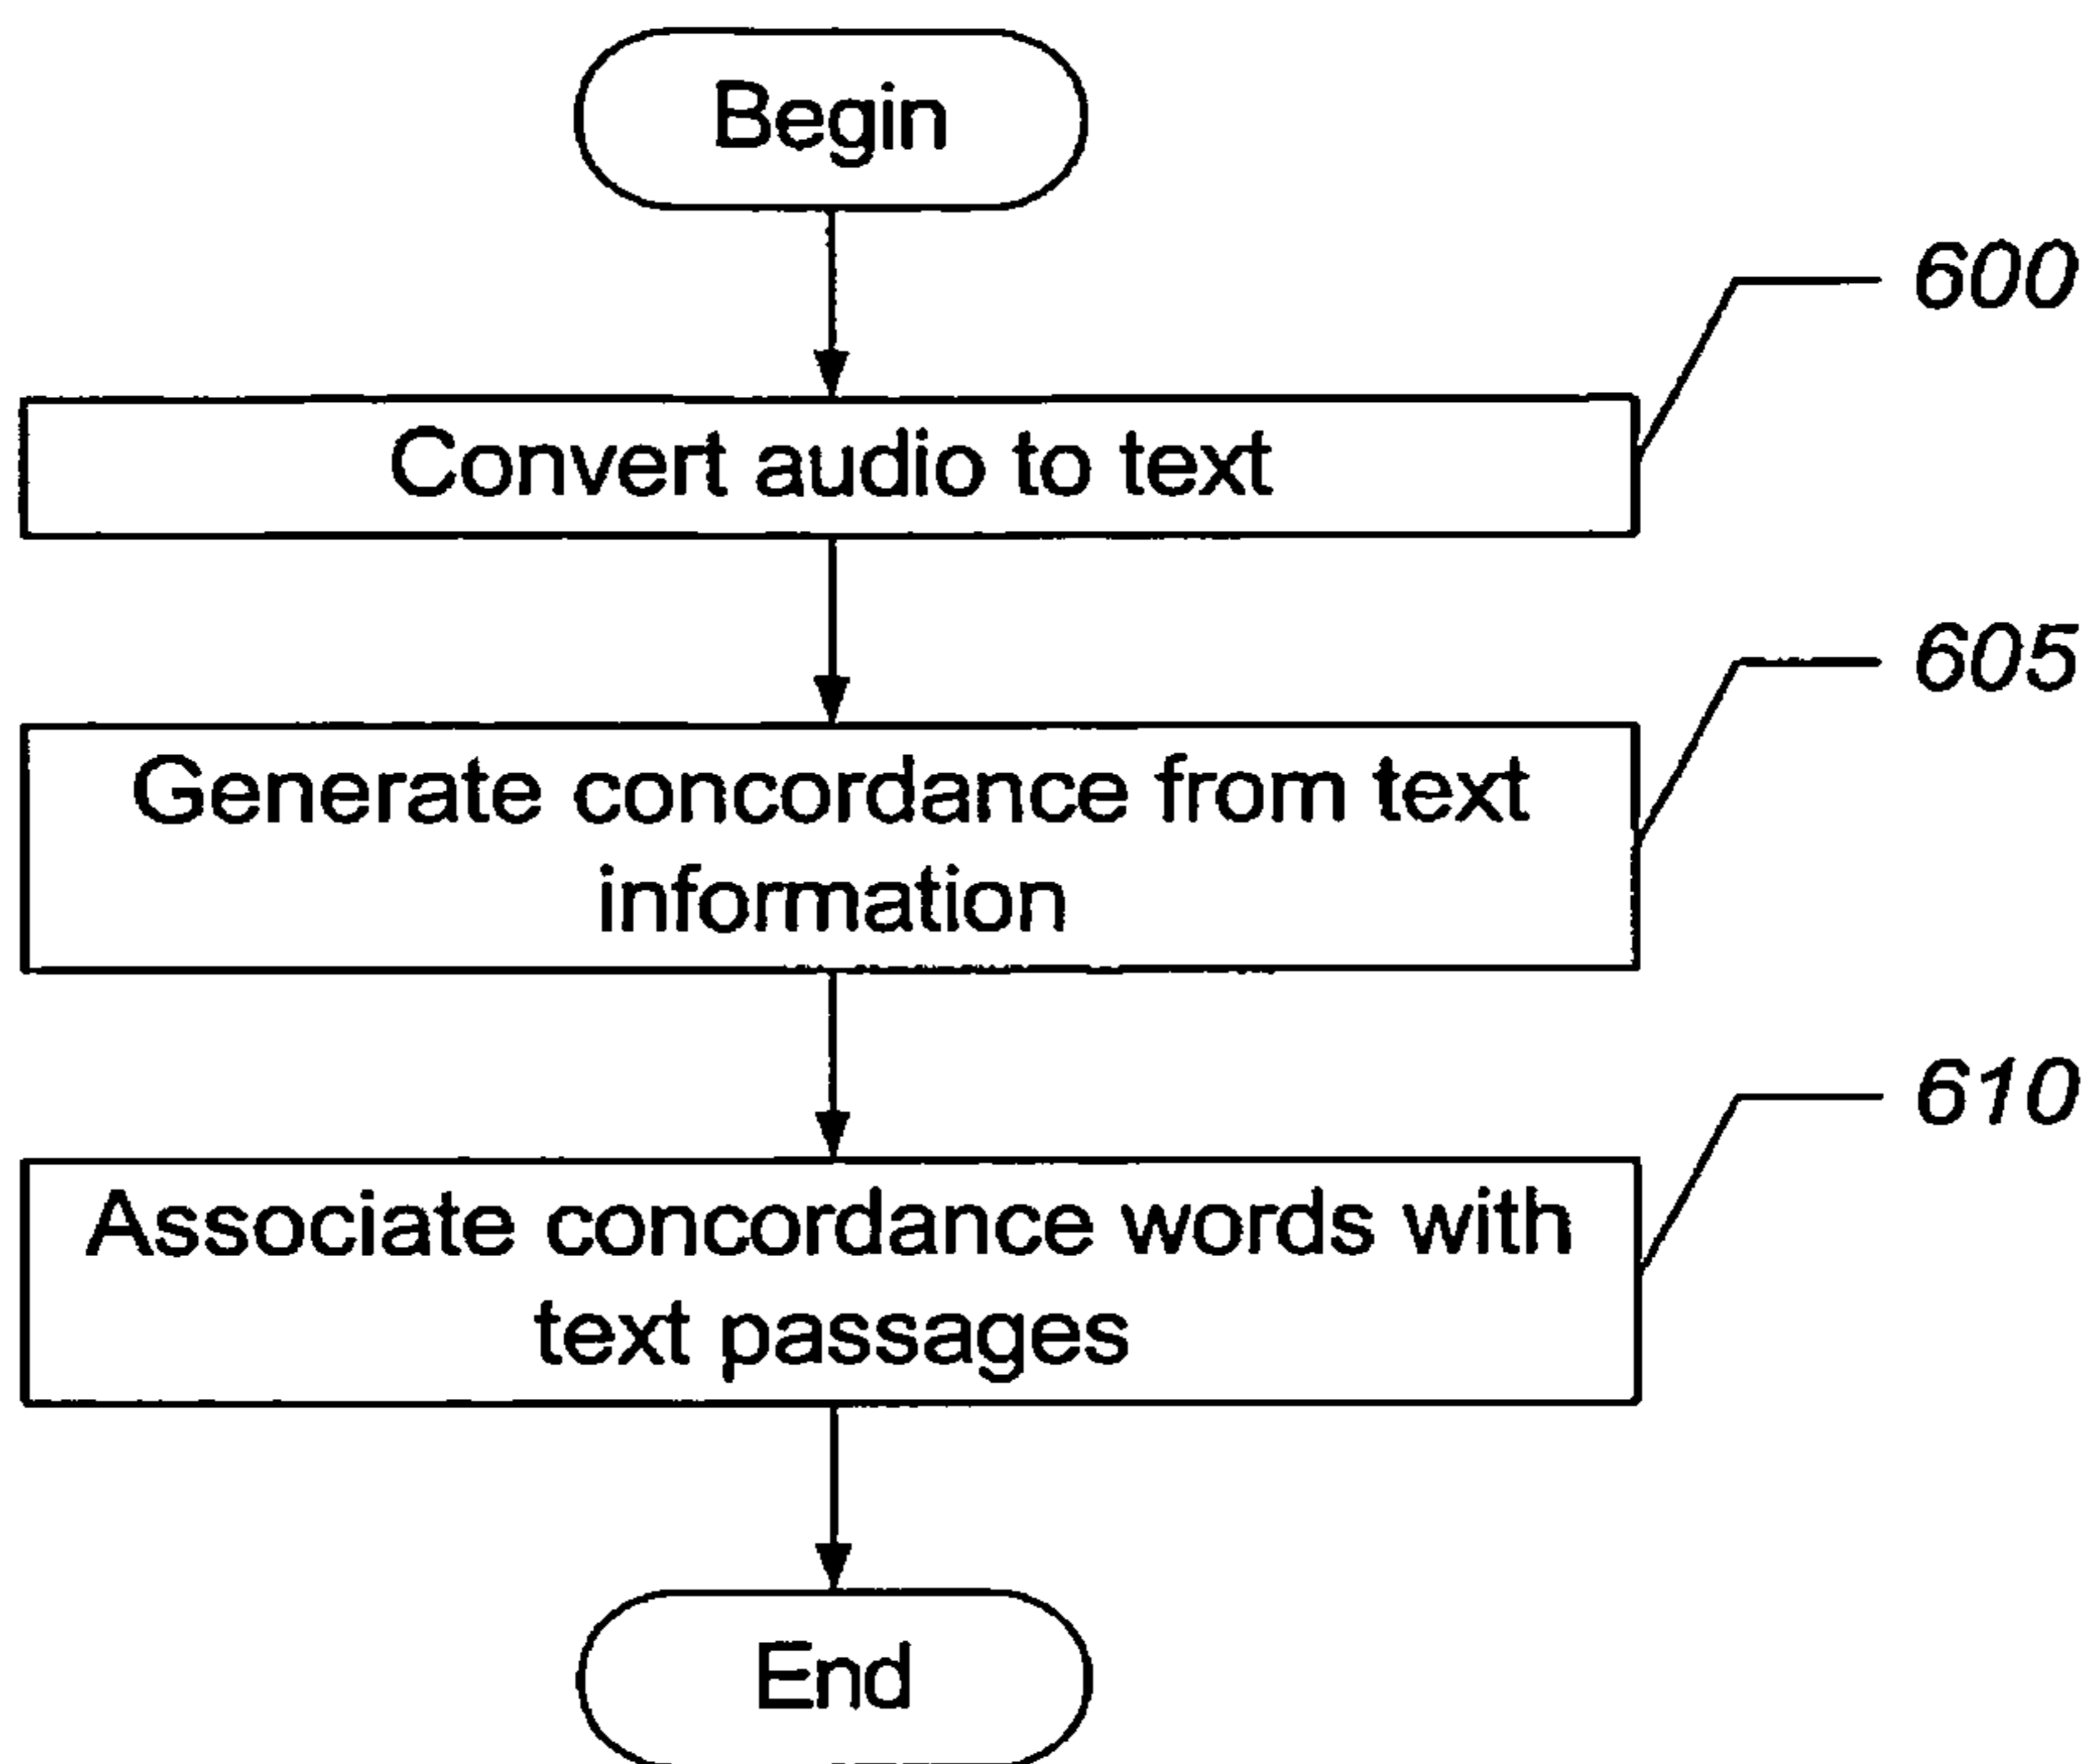 Begin
600
Convert audio to text
605
Generate concordance from text
information
610
Associate concordance words with
text passages
End